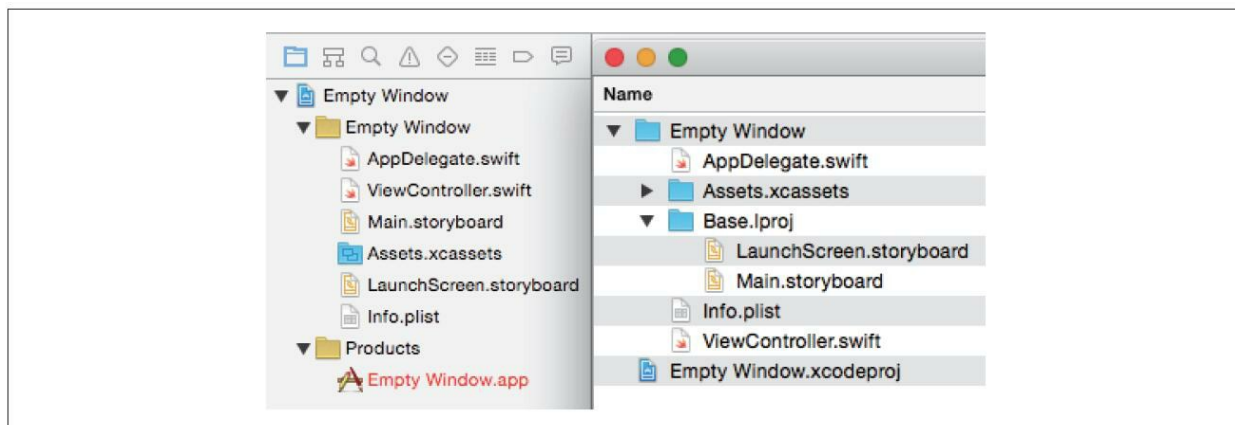 Empty Window
Empty Window
AppDelegate.swift
ViewController.swift
Main.storyboard
Assets.xcassets
LaunchScreen.storyboard
Info.plist
Products
Empty Window.app
Name
Empty Window
AppDelegate.swift
Assets.xcassets
Base.lproj
LaunchScreen.storyboard
Main.storyboard
Info.plist
ViewController.swift
Empty Window.xcodeproj